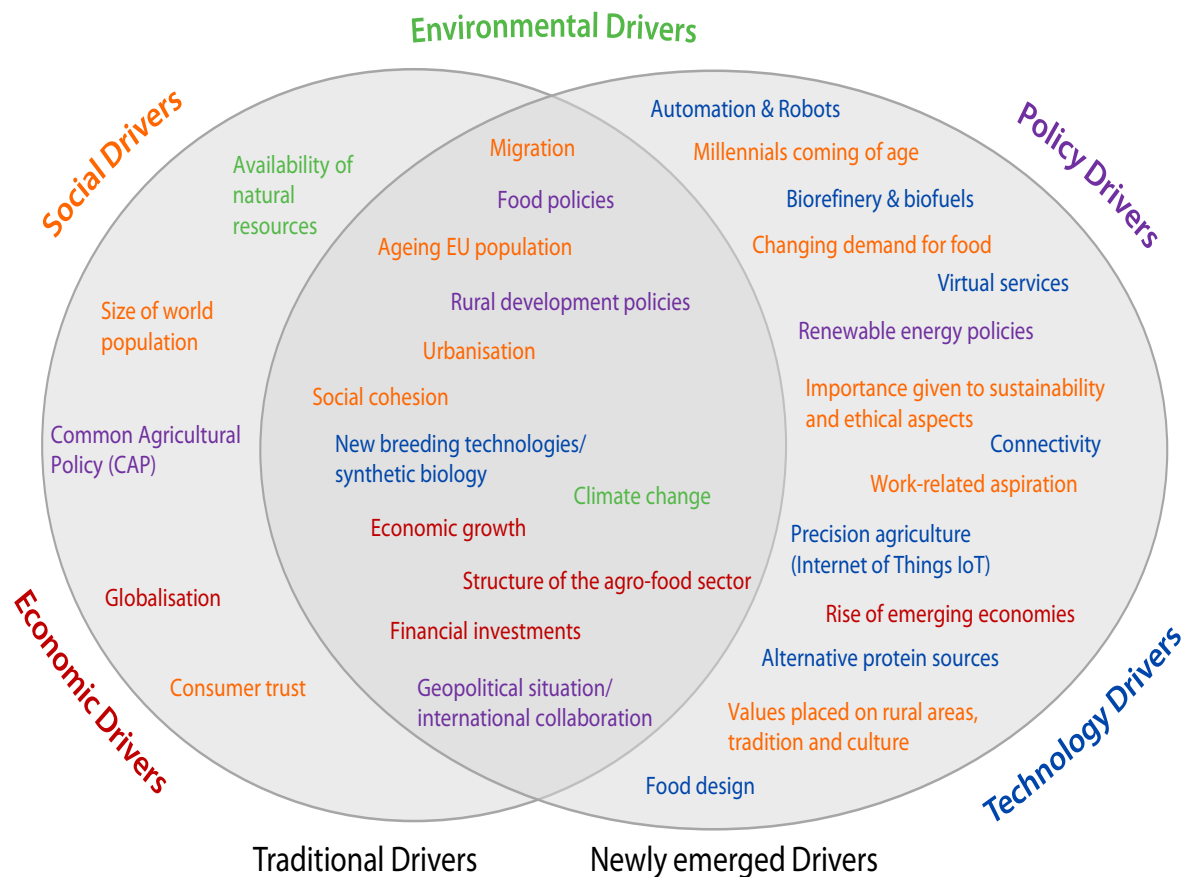 Environmental Drivers
Social Drivers
Policy Drivers
Economic Drivers
Technology Drivers
Availability of
natural
resources
Size of world
population
Common Agricultural
Policy (CAP)
Globalisation
Consumer trust
Migration
Food policies
Ageing EU population
Rural development policies
Urbanisation
Social cohesion
New breeding technologies/
synthetic biology
Climate change
Economic growth
Structure of the agro-food sector
Financial investments
Geopolitical situation/
international collaboration
Automation & Robots
Millennials coming of age
Biorefinery & biofuels
Changing demand for food
Virtual services
Renewable energy policies
Importance given to sustainability
and ethical aspects
Connectivity
Work-related aspiration
Precision agriculture
(Internet of Things IoT)
Rise of emerging economies
Alternative protein sources
Values placed on rural areas,
tradition and culture
Food design
Traditional Drivers
Newly emerged Drivers